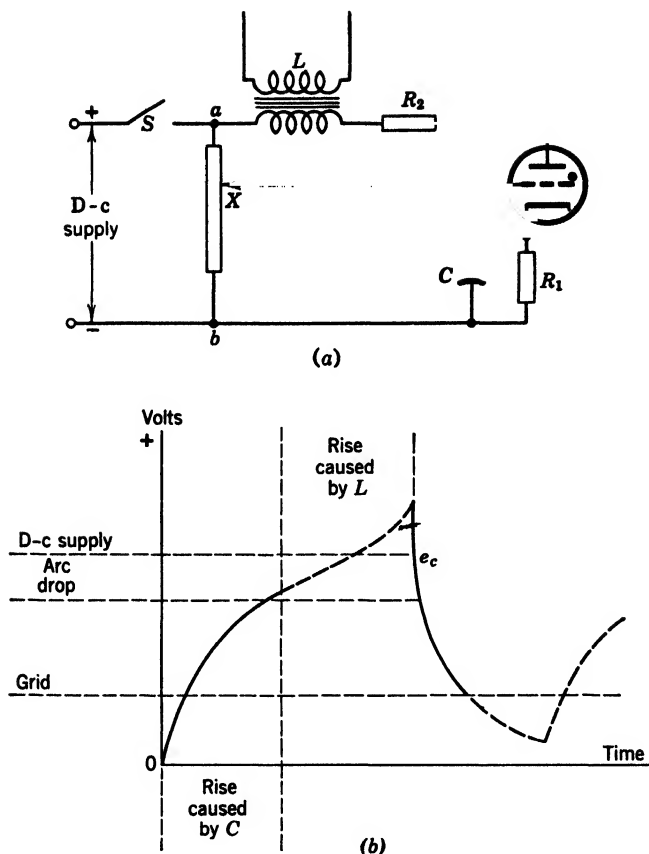 L
R2
+
S
a
D-c
supply
X
C
R1
−
b
(a)
Volts
+
Rise
caused
by L
D-c supply
Arc
drop
ec
Grid
0
Time
Rise
caused
by C
(b)